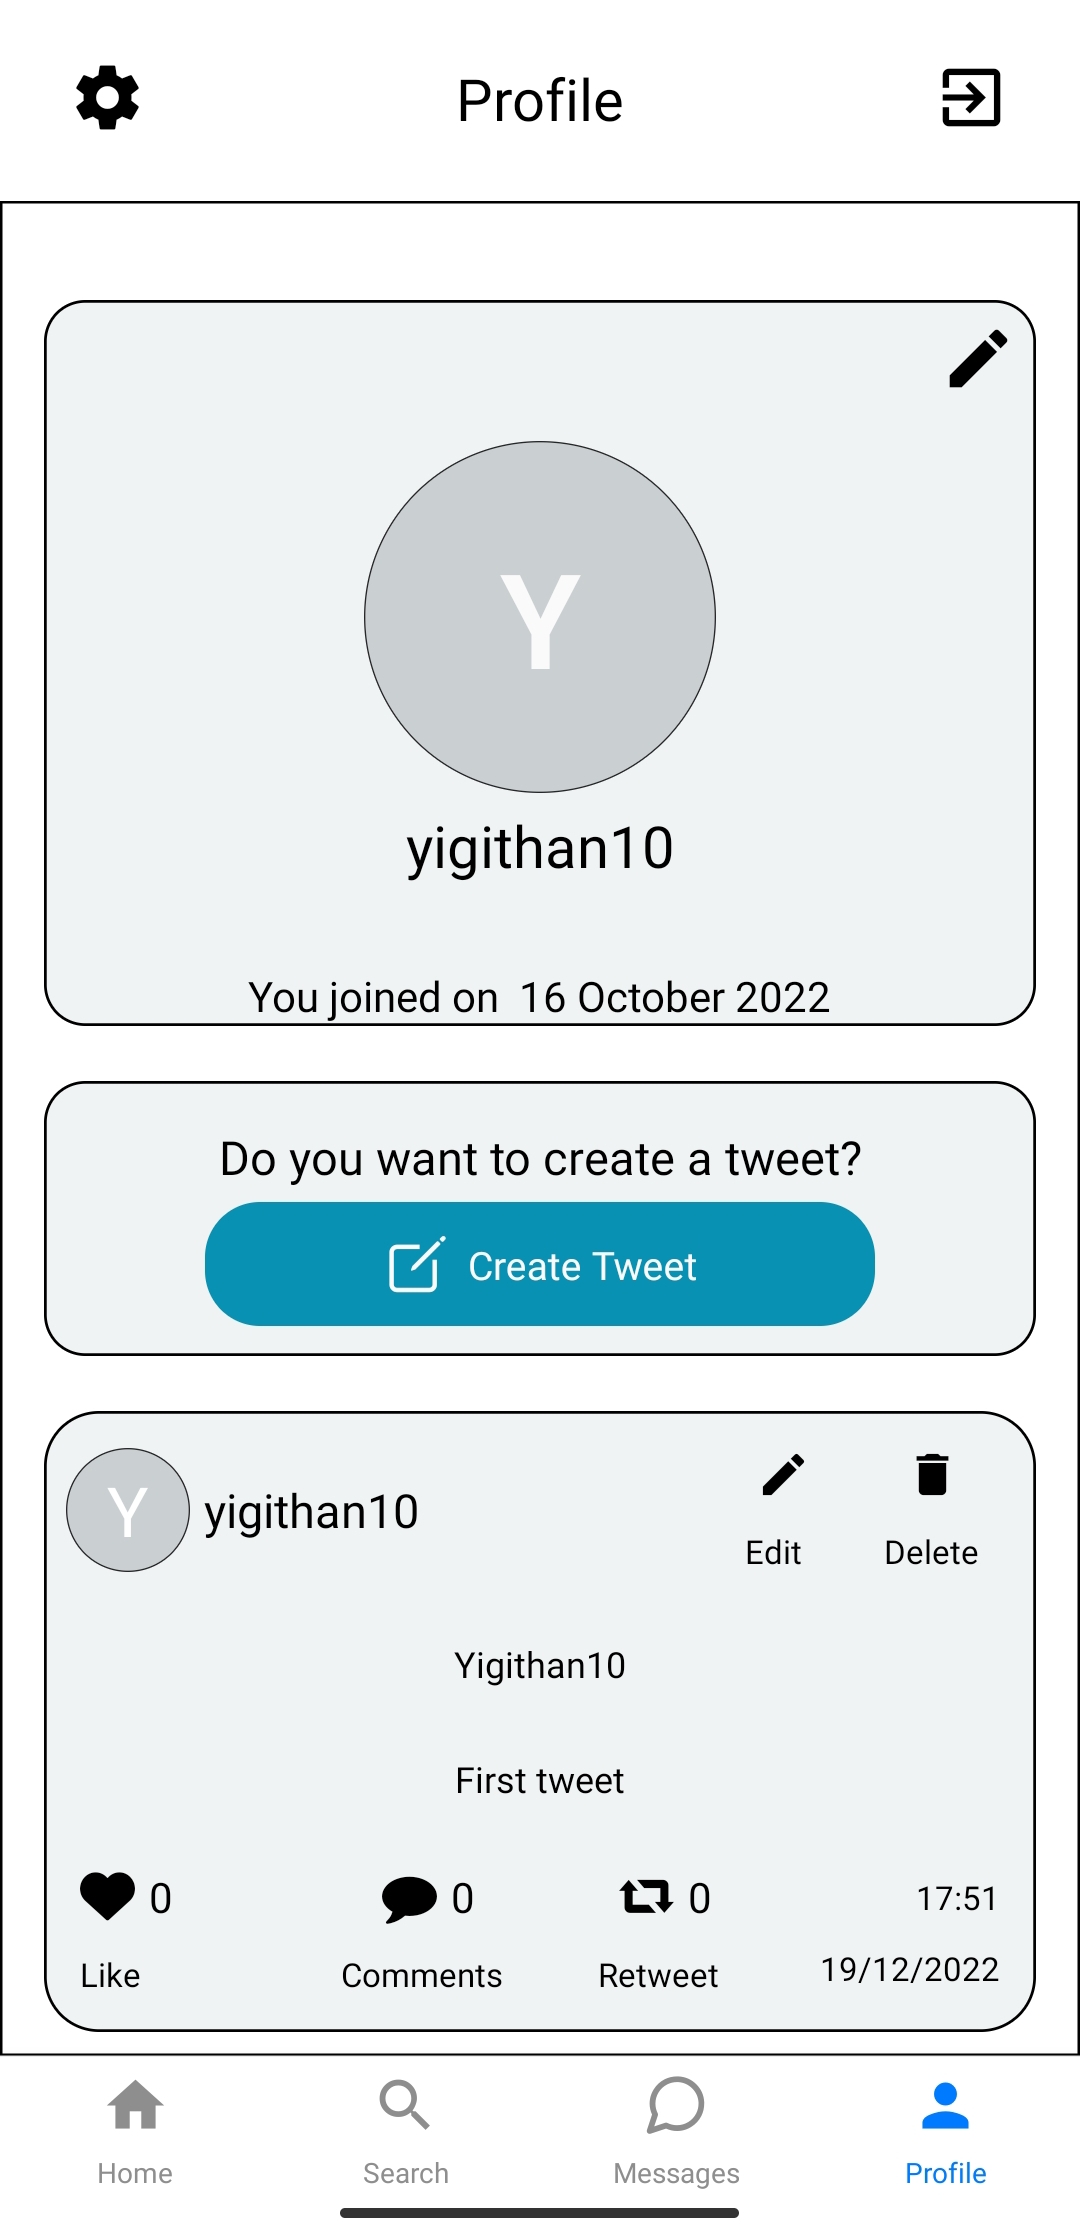 Profile
Y
yigithan10
You joined on 16 October 2022
Do you want to create a tweet?
Create Tweet
Y yigithan10
Edit Delete
Yigithan10
First tweet
0 0 0 17:51
Like Comments Retweet 19/12/2022
Home Search Messages Profile